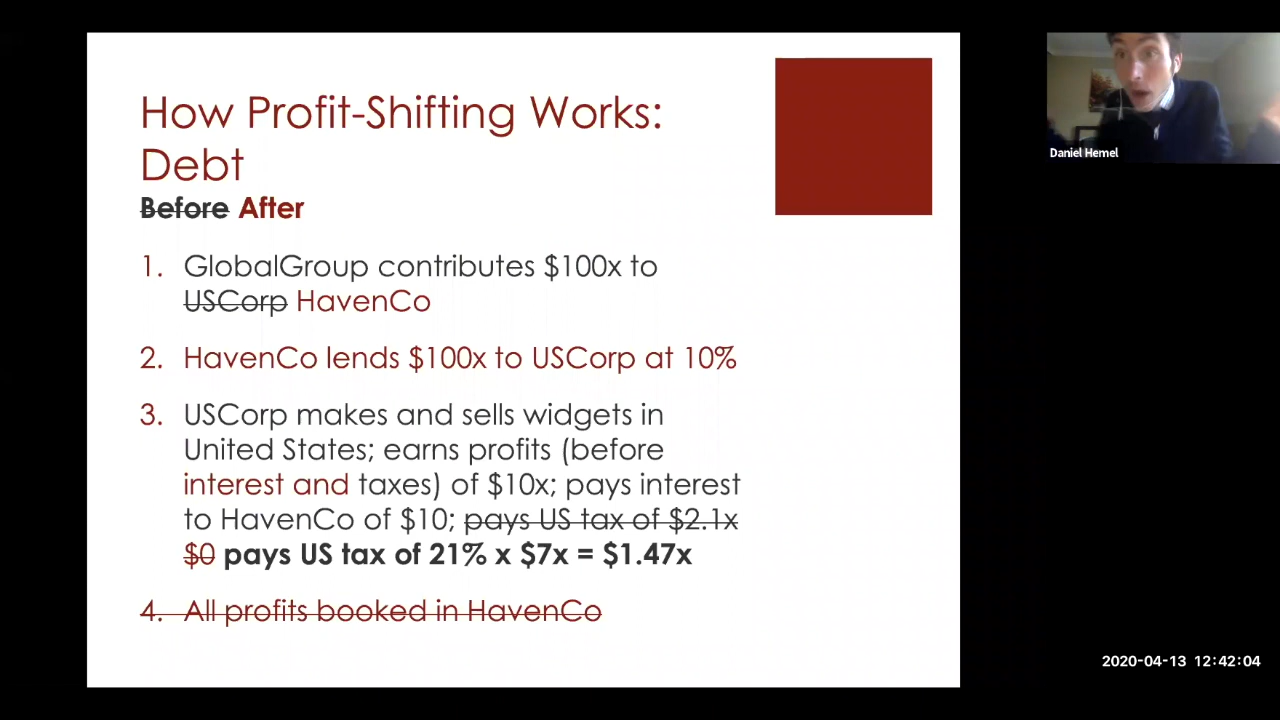 How Profit-Shifting Works:
Debt
Before After
1. GlobalGroup contributes $100x to
USCorp HavenCo
2. HavenCo lends $100x to USCorp at 10%
3. USCorp makes and sells widgets in
United States; earns profits (before
interest and taxes) of $10x; pays interest
to HavenCo of $10; pays US tax of $2.1x
$0 pays US tax of 21% x $7x = $1.47x
4. All profits booked in HavenCo
Daniel Hemel
2020-04-13 12:42:04